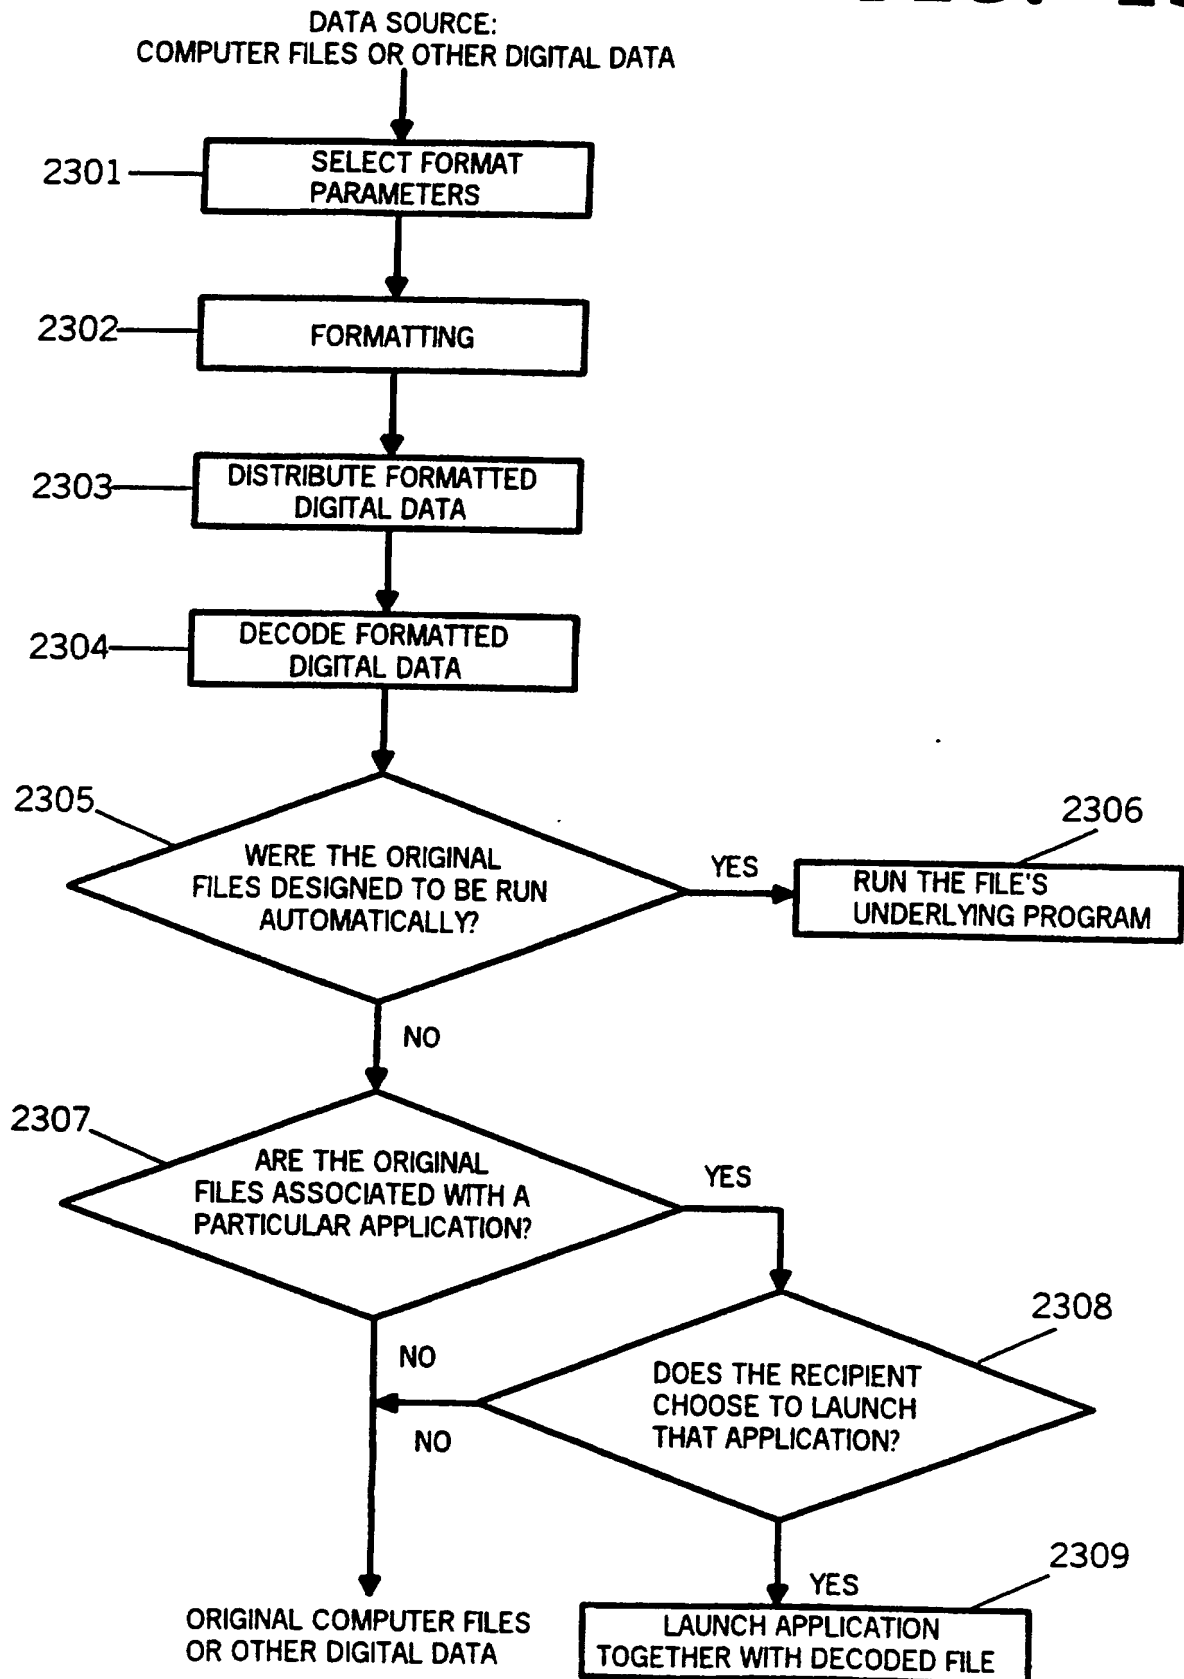 DATA SOURCE:
COMPUTER FILES OR OTHER DIGITAL DATA
2301
SELECT FORMAT
PARAMETERS
2302
FORMATTING
2303
DISTRIBUTE FORMATTED
DIGITAL DATA
2304
DECODE FORMATTED
DIGITAL DATA
2305
WERE THE ORIGINAL
FILES DESIGNED TO BE RUN
AUTOMATICALLY?
YES
2306
RUN THE FILE'S
UNDERLYING PROGRAM
NO
2307
ARE THE ORIGINAL
FILES ASSOCIATED WITH A
PARTICULAR APPLICATION?
YES
2308
DOES THE RECIPIENT
CHOOSE TO LAUNCH
THAT APPLICATION?
NO
NO
YES
2309
LAUNCH APPLICATION
TOGETHER WITH DECODED FILE
ORIGINAL COMPUTER FILES
OR OTHER DIGITAL DATA